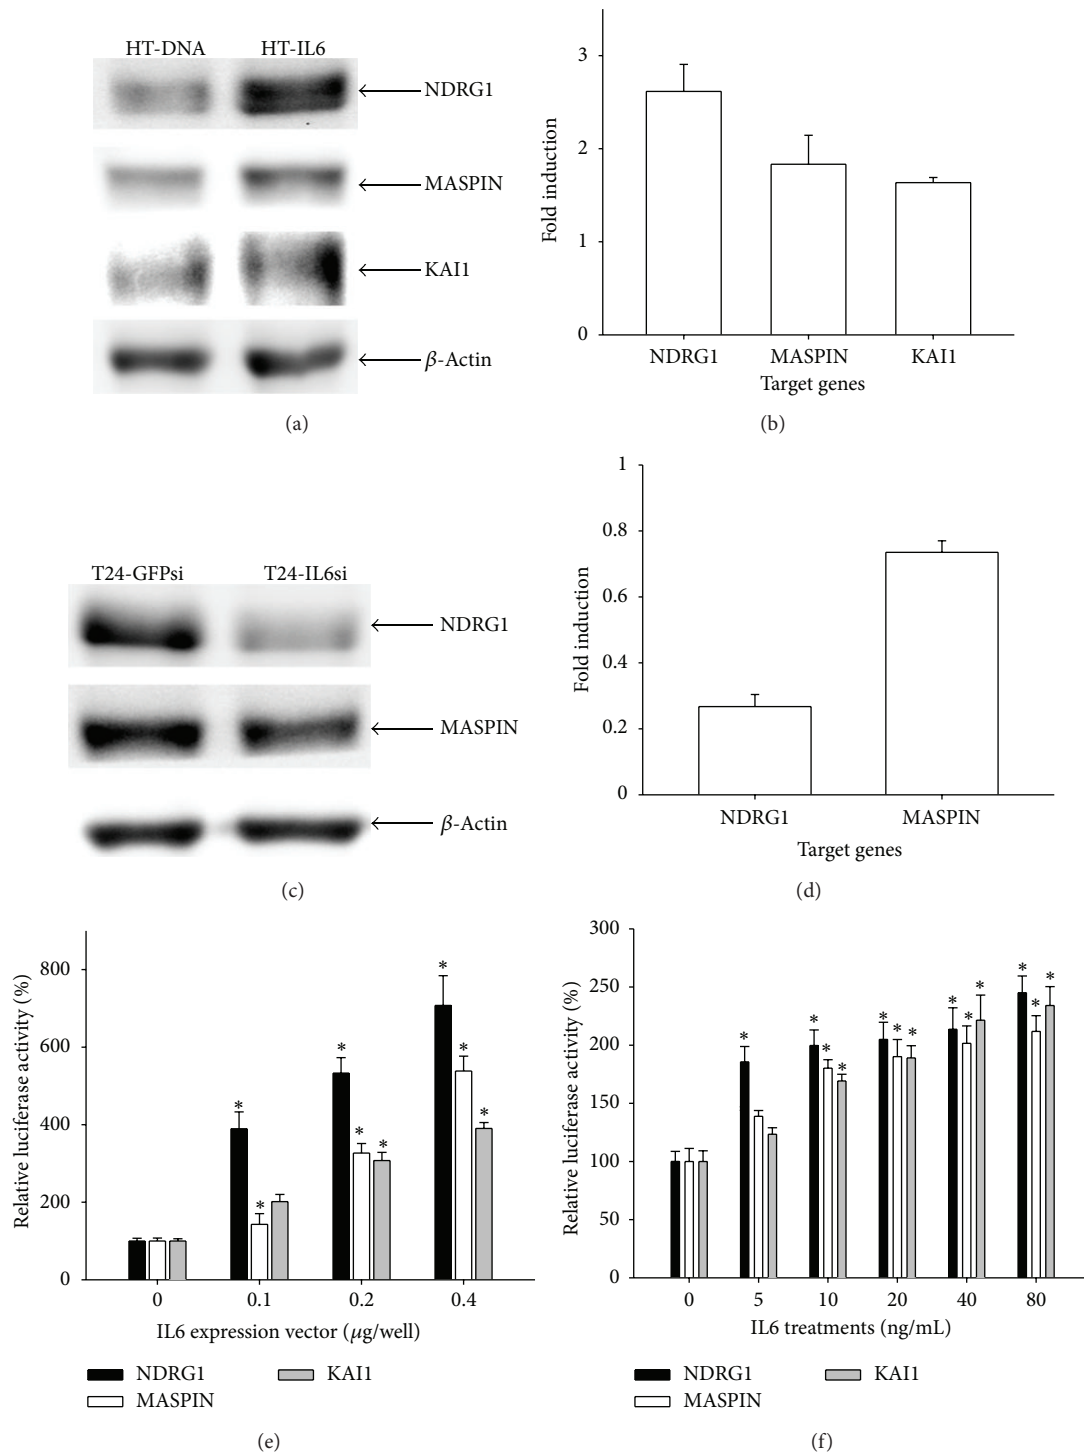 HT-DNA HT-IL6
NDRG1
MASPIN
KAI1
β-Actin
(a)
Fold induction
3
2
1
0
NDRG1 MASPIN KAI1
Target genes
(b)
T24-GFPsi T24-IL6si
NDRG1
MASPIN
β-Actin
(c)
Fold induction
1
0.8
0.6
0.4
0.2
0
NDRG1 MASPIN
Target genes
(d)
Relative luciferase activity (%)
800
600
400
200
0
* * * * * * * *
0 0.1 0.2 0.4
IL6 expression vector (μg/well)
NDRG1 KAI1
MASPIN
(e)
Relative luciferase activity (%)
300
250
200
150
100
50
0
* * * * * * * * * * * * *
0 5 10 20 40 80
IL6 treatments (ng/mL)
NDRG1 KAI1
MASPIN
(f)